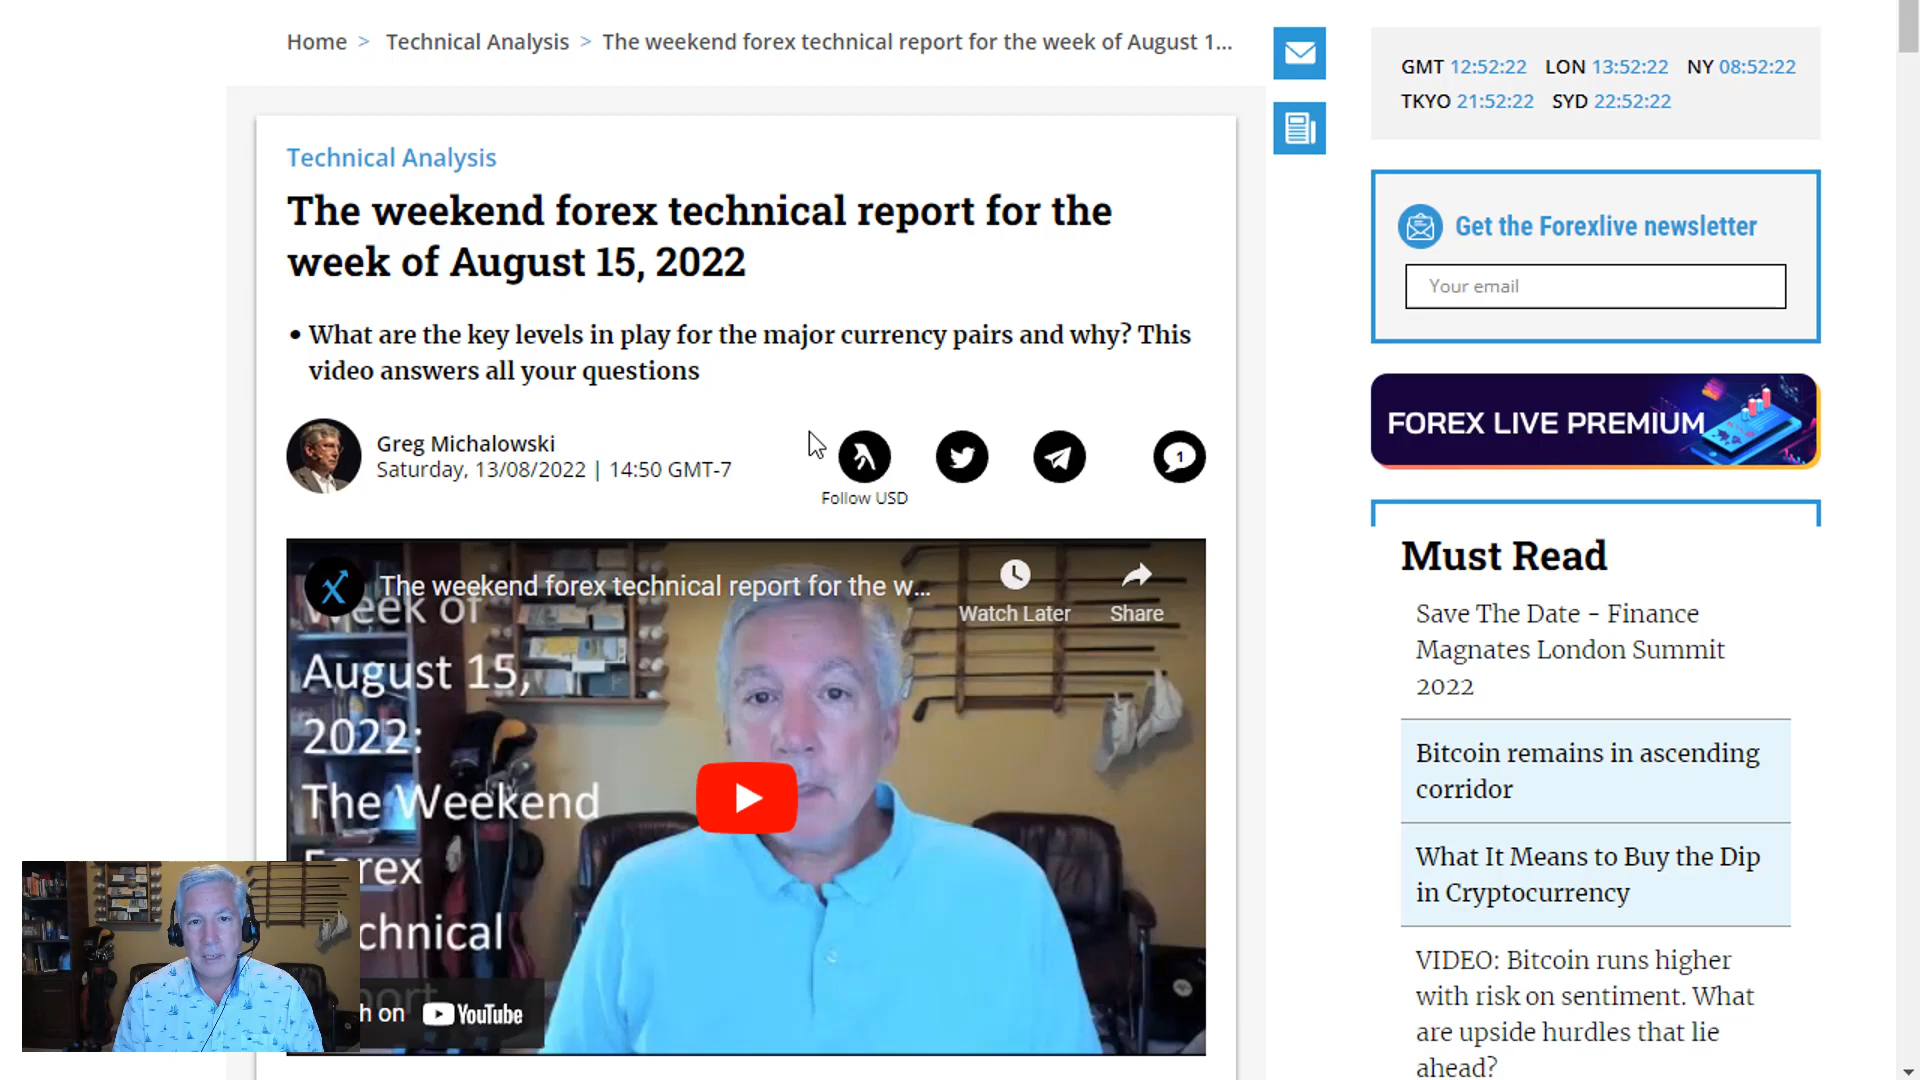 Home > Technical Analysis > The weekend forex technical report for the week of August 1...
Technical Analysis
The weekend forex technical report for the
week of August 15, 2022
• What are the key levels in play for the major currency pairs and why? This
video answers all your questions
Greg Michalowski
Saturday, 13/08/2022 | 14:50 GMT-7
Follow USD
1
The weekend forex technical report for the w...
Watch Later
Share
Week of
August 15,
2022:
The Weekend
Forex
chnical
port
h on YouTube
GMT 12:52:22 LON 13:52:22 NY 08:52:22
TKYO 21:52:22 SYD 22:52:22
Get the Forexlive newsletter
Your email
FOREX LIVE PREMIUM
Must Read
Save The Date - Finance
Magnates London Summit
2022
Bitcoin remains in ascending
corridor
What It Means to Buy the Dip
in Cryptocurrency
VIDEO: Bitcoin runs higher
with risk on sentiment. What
are upside hurdles that lie
ahead?